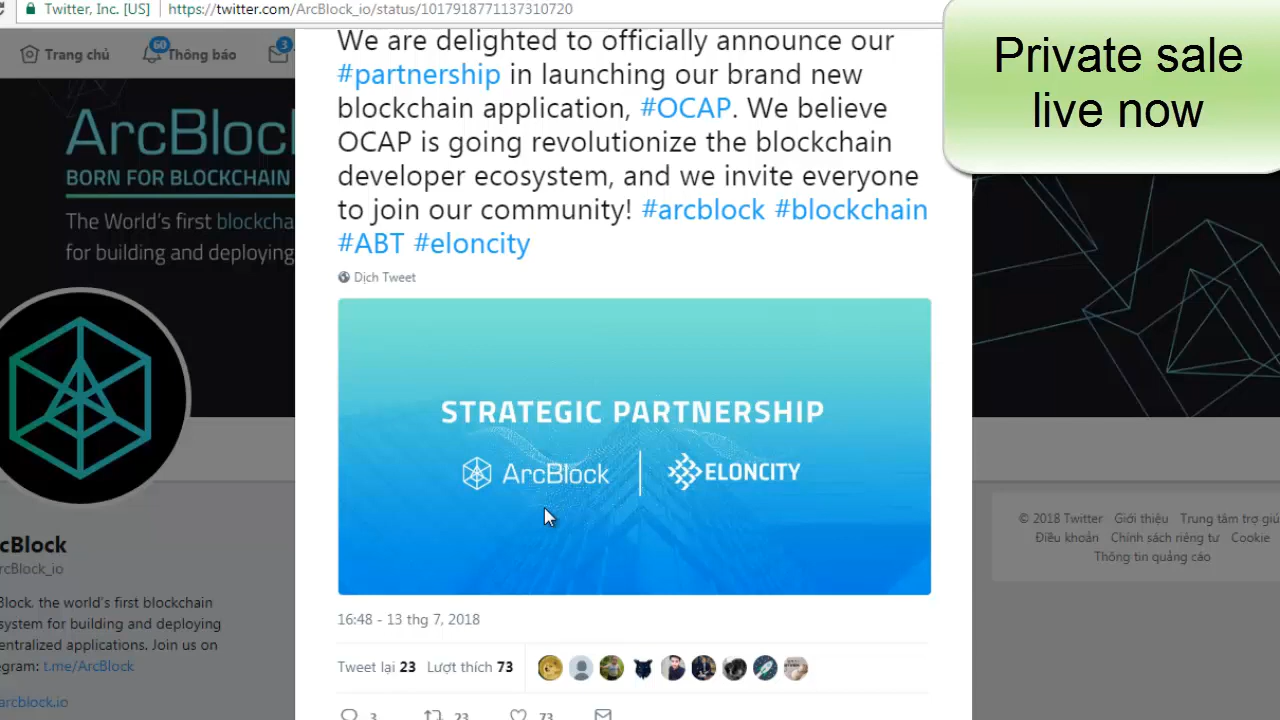 Twitter, Inc. [US]
https://twitter.com/ArcBlock_io/status/1017918771137310720
Private sale
live now
Trang chủ
60
Thông báo
3
We are delighted to officially announce our
#partnership in launching our brand new
blockchain application, #OCAP. We believe
OCAP is going revolutionize the blockchain
developer ecosystem, and we invite everyone
to join our community! #arcblock #blockchain
#ABT #eloncity
Dịch Tweet
ArcBloc
BORN FOR BLOCKCHAIN
The World's first blockcha
for building and deploying
STRATEGIC PARTNERSHIP
ArcBlock
ELONCITY
16:48 - 13 thg 7, 2018
Tweet lại 23 Lượt thích 73
3 23 73
cBlock
rcBlock_io
Block. the world's first blockchain
system for building and deploying
entralized applications. Join us on
egram: t.me/ArcBlock
arcblock.io
© 2018 Twitter Giới thiệu Trung tâm trợ giú
Điều khoản Chính sách riêng tư Cookie
Thông tin quảng cáo